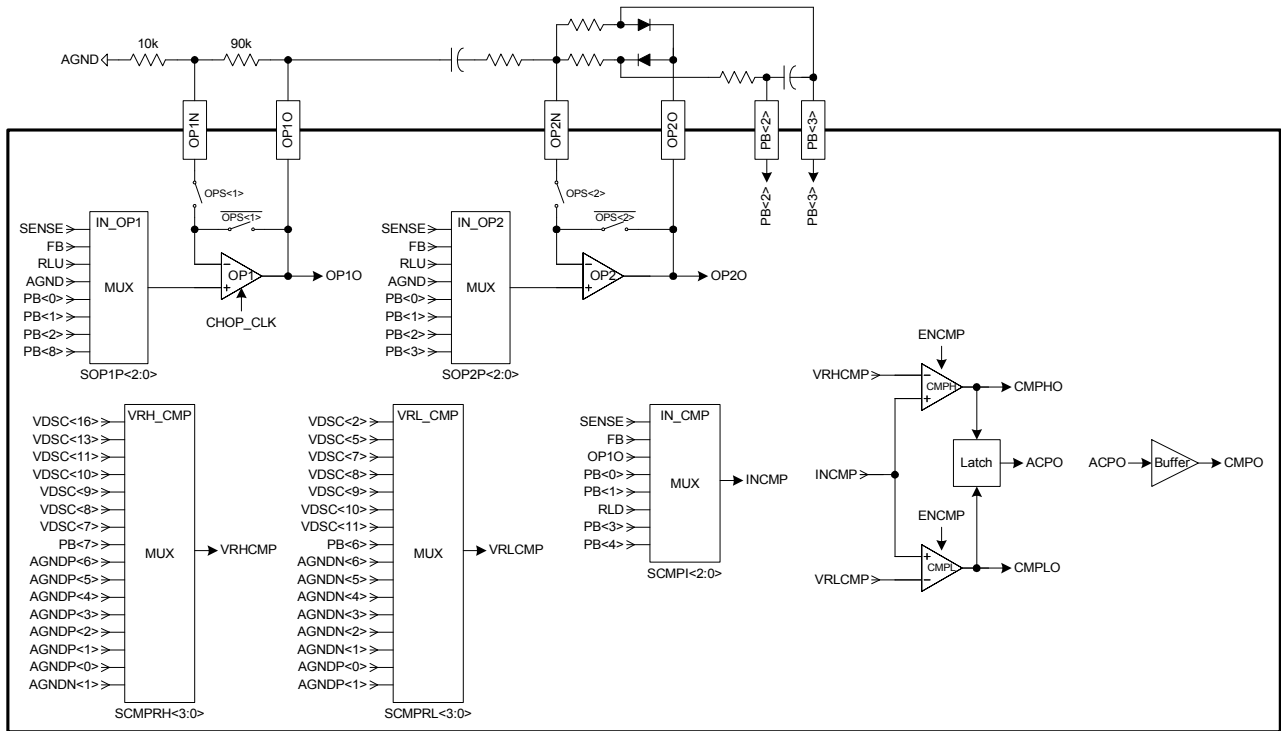 10k
90k
AGND
OP1N
OP1O
OP2N
OP2O
PB<2>
PB<3>
PB<2>
PB<3>
OPS<1>
OPS<1>
OPS<2>
OPS<2>
IN_OP1
SENSE
FB
RLU
AGND
PB<0>
PB<1>
PB<2>
PB<8>
MUX
SOP1P<2:0>
OP1
OP1O
CHOP_CLK
IN_OP2
SENSE
FB
RLU
AGND
PB<0>
PB<1>
PB<2>
PB<3>
MUX
SOP2P<2:0>
OP2
OP2O
VRH_CMP
VDSC<16>
VDSC<13>
VDSC<11>
VDSC<10>
VDSC<9>
VDSC<8>
VDSC<7>
PB<7>
AGNDP<6>
AGNDP<5>
AGNDP<4>
AGNDP<3>
AGNDP<2>
AGNDP<1>
AGNDP<0>
AGNDN<1>
MUX
VRHCMP
SCMPRH<3:0>
VRL_CMP
VDSC<2>
VDSC<5>
VDSC<7>
VDSC<8>
VDSC<9>
VDSC<10>
VDSC<11>
PB<6>
AGNDN<6>
AGNDN<5>
AGNDN<4>
AGNDN<3>
AGNDN<2>
AGNDN<1>
AGNDP<0>
AGNDP<1>
MUX
VRLCMP
SCMPRL<3:0>
IN_CMP
SENSE
FB
OP1O
PB<0>
PB<1>
RLD
PB<3>
PB<4>
MUX
INCMP
SCMPI<2:0>
ENCMP
VRHCMP
CMPH
CMPHO
INCMP
Latch
ACPO
ENCMP
CMPL
VRLCMP
CMPLO
ACPO
Buffer
CMPO